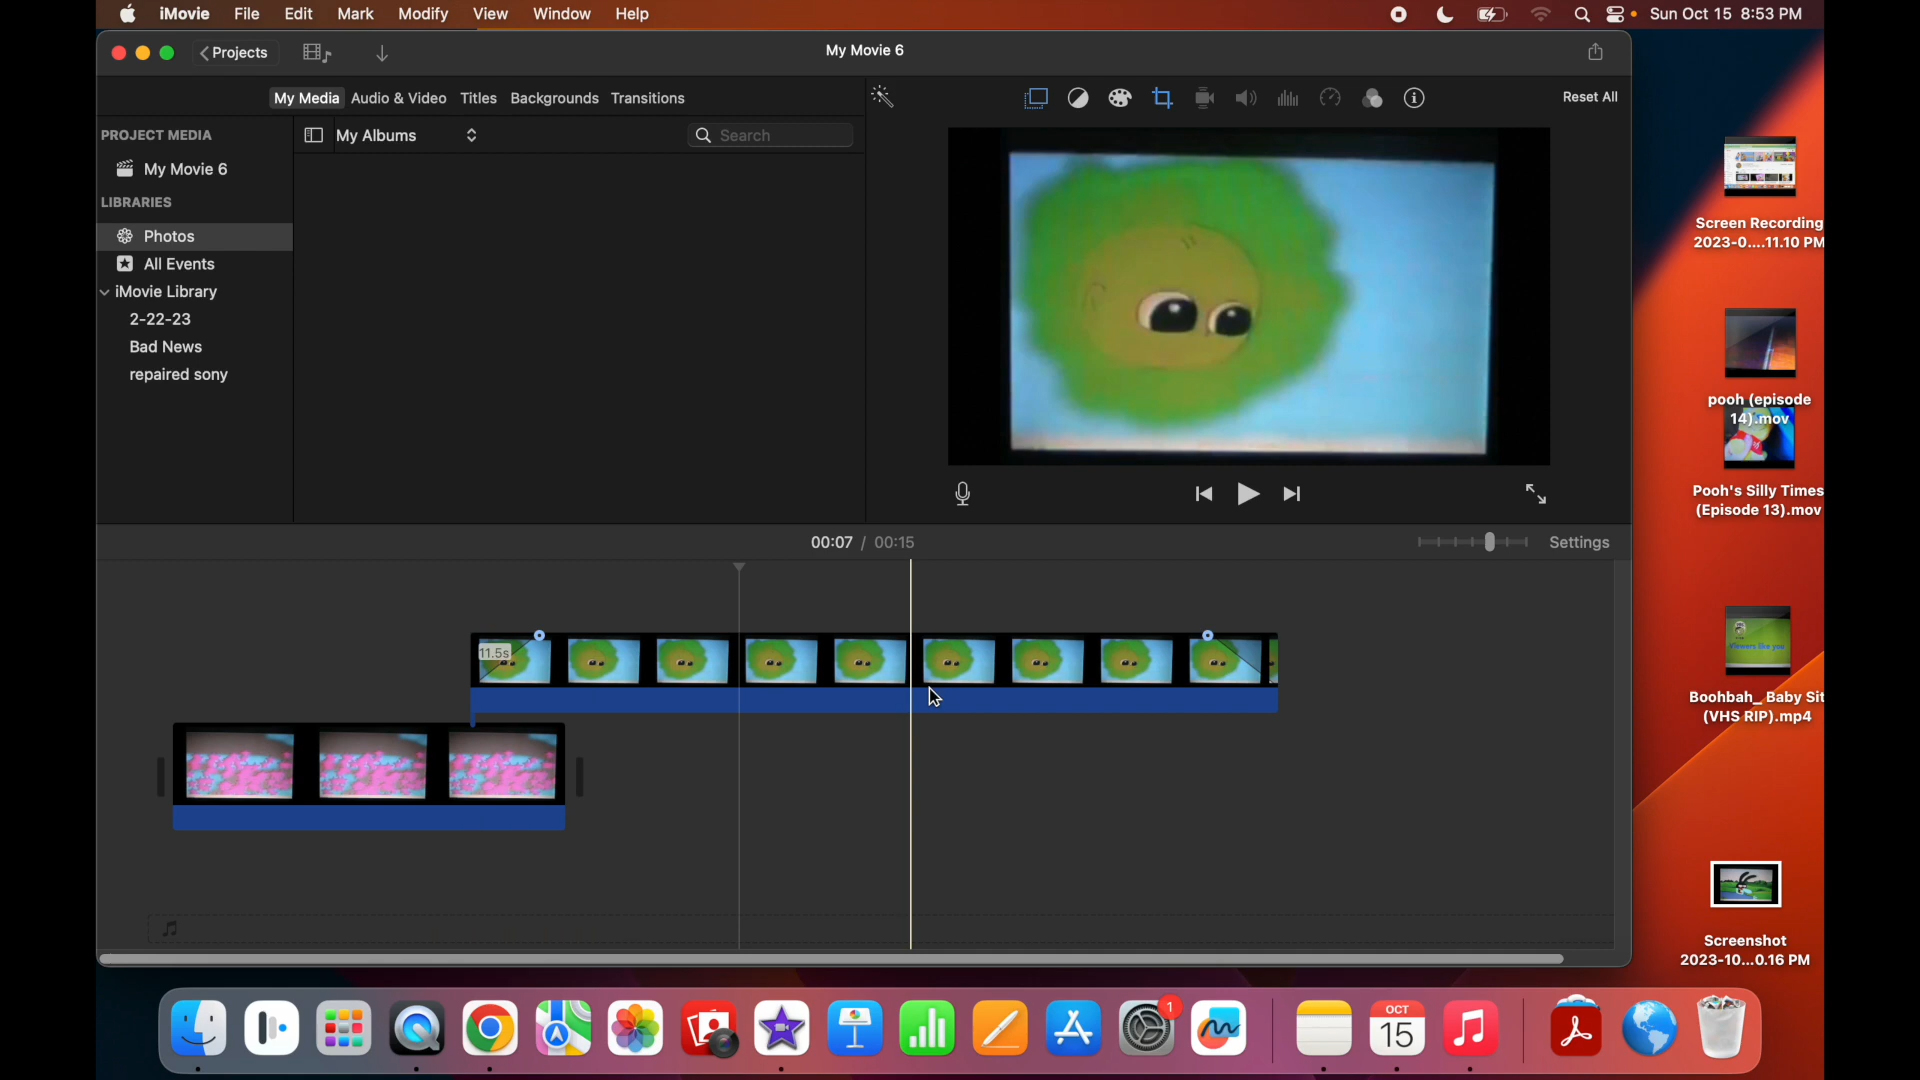 iMovie File Edit Mark Modify View Window Help Sun Oct 15 8:53 PM
Projects My Movie 6
My Media Audio & Video Titles Backgrounds Transitions Reset All
PROJECT MEDIA My Albums Search
My Movie 6
LIBRARIES
Photos
All Events
iMovie Library
2-22-23
Bad News
repaired sony
00:07 / 00:15 Settings
11.5s
Screen Recording
2023-0....11.10 PM
pooh (episode
14).mov
Pooh's Silly Times
(Episode 13).mov
Viewers like you
Boohbah_ Baby Sit
(VHS RIP).mp4
Screenshot
2023-10...0.16 PM
1
OCT
15